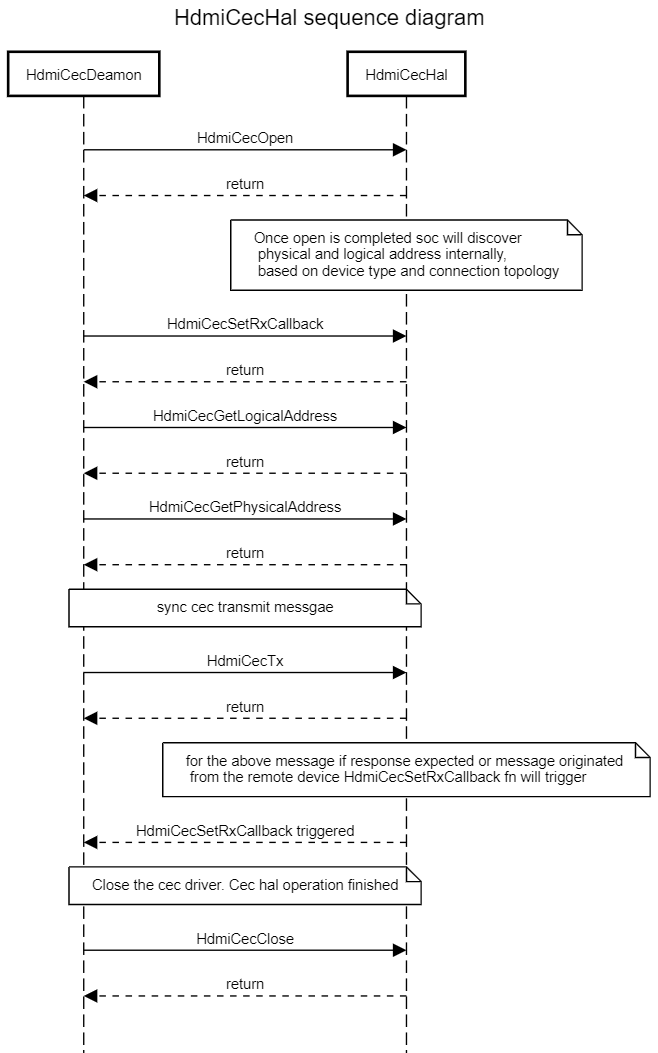 HdmiCecHal sequence diagram
HdmiCecDeamon
HdmiCecHal
HdmiCecOpen
return
Once open is completed soc will discover
physical and logical address internally,
based on device type and connection topology
HdmiCecSetRxCallback
return
HdmiCecGetLogicalAddress
return
HdmiCecGetPhysicalAddress
return
sync cec transmit messgae
HdmiCecTx
return
for the above message if response expected or message originated
from the remote device HdmiCecSetRxCallback fn will trigger
HdmiCecSetRxCallback triggered
Close the cec driver. Cec hal operation finished
HdmiCecClose
return